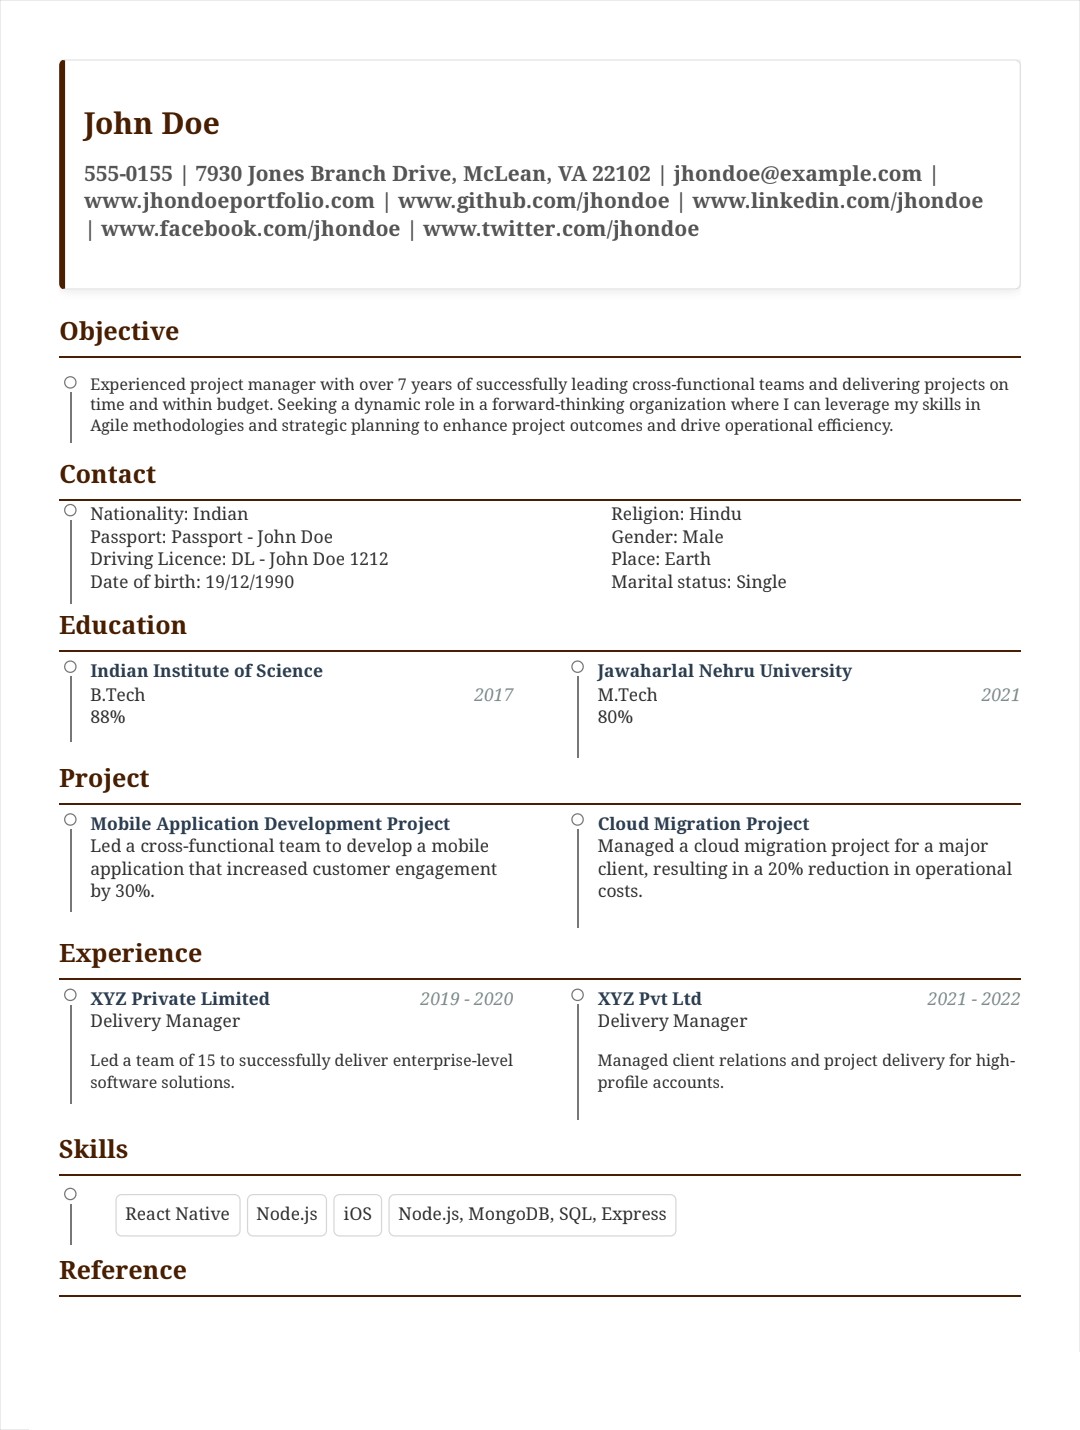 John Doe
555-0155 | 7930 Jones Branch Drive, McLean, VA 22102 | jhondoe@example.com |
www.jhondoeportfolio.com | www.github.com/jhondoe | www.linkedin.com/jhondoe
| www.facebook.com/jhondoe | www.twitter.com/jhondoe
Objective
Experienced project manager with over 7 years of successfully leading cross-functional teams and delivering projects on
time and within budget. Seeking a dynamic role in a forward-thinking organization where I can leverage my skills in
Agile methodologies and strategic planning to enhance project outcomes and drive operational efficiency.
Contact
Nationality: Indian
Passport: Passport - John Doe
Driving Licence: DL - John Doe 1212
Date of birth: 19/12/1990
Religion: Hindu
Gender: Male
Place: Earth
Marital status: Single
Education
Indian Institute of Science
B.Tech 2017
88%
Jawaharlal Nehru University
M.Tech 2021
80%
Project
Mobile Application Development Project
Led a cross-functional team to develop a mobile
application that increased customer engagement
by 30%.
Cloud Migration Project
Managed a cloud migration project for a major
client, resulting in a 20% reduction in operational
costs.
Experience
XYZ Private Limited 2019 - 2020
Delivery Manager
Led a team of 15 to successfully deliver enterprise-level
software solutions.
XYZ Pvt Ltd 2021 - 2022
Delivery Manager
Managed client relations and project delivery for high-
profile accounts.
Skills
React Native Node.js iOS Node.js, MongoDB, SQL, Express
Reference